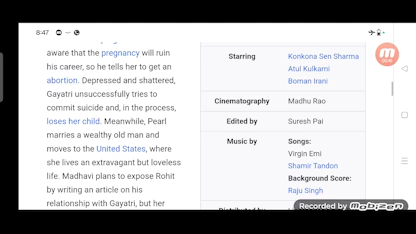 8:47
aware that the pregnancy will ruin
his career, so he tells her to get an
abortion. Depressed and shattered,
Gayatri unsuccessfully tries to
commit suicide and, in the process,
loses her child. Meanwhile, Pearl
marries a wealthy old man and
moves to the United States, where
she lives an extravagant but loveless
life. Madhavi plans to expose Rohit
by writing an article on his
relationship with Gayatri, but her
Starring
Konkona Sen Sharma
Atul Kulkarni
Boman Irani
Cinematography
Madhu Rao
Edited by
Suresh Pai
Music by
Songs:
Virgin Emi
Shamir Tandon
Background Score:
Raju Singh
Recorded by Mobizen